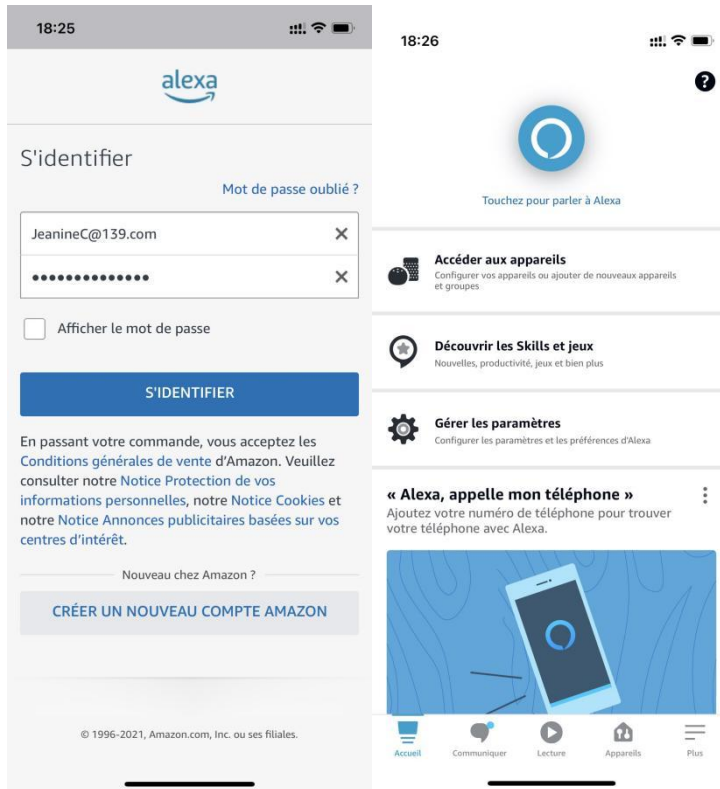 18:25
alexa
S'identifier
Mot de passe oublié ?
JeanineC@139.com
Afficher le mot de passe
S'IDENTIFIER
En passant votre commande, vous acceptez les
Conditions générales de vente d'Amazon. Veuillez
consulter notre Notice Protection de vos
informations personnelles, notre Notice Cookies et
notre Notice Annonces publicitaires basées sur vos
centres d'intérêt.
Nouveau chez Amazon ?
CRÉER UN NOUVEAU COMPTE AMAZON
© 1996-2021, Amazon.com, Inc. ou ses filiales.
18:26
Touchez pour parler à Alexa
Accéder aux appareils
Configurer vos appareils ou ajouter de nouveaux appareils
et groupes
Découvrir les Skills et jeux
Nouvelles, productivité, jeux et bien plus
Gérer les paramètres
Configurer les paramètres et les préférences d'Alexa
« Alexa, appelle mon téléphone »
Ajoutez votre numéro de téléphone pour trouver
votre téléphone avec Alexa.
Accueil
Communiquer
Lecture
Appareils
Plus